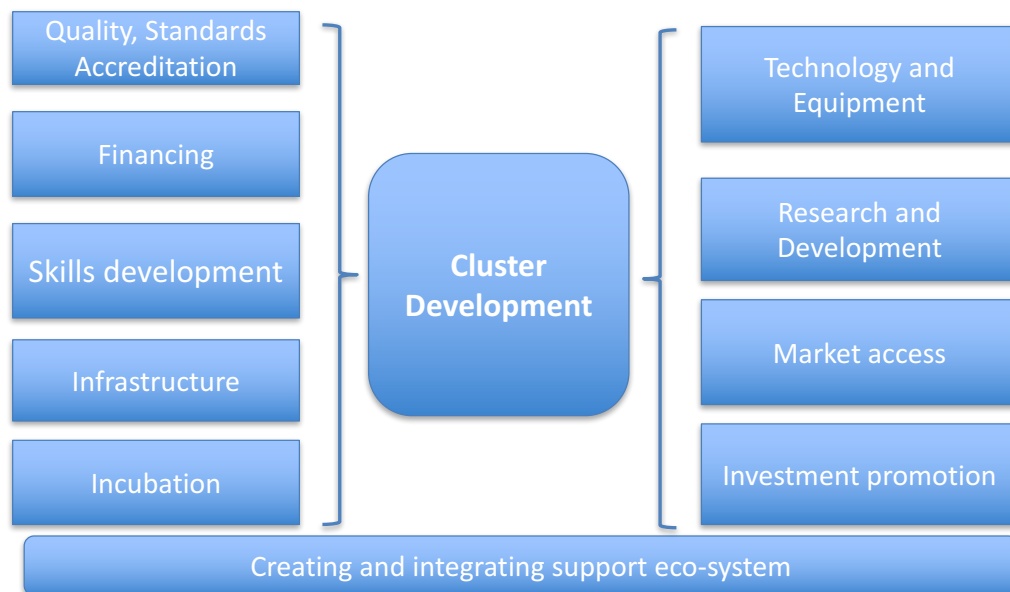 Quality, Standards
Accreditation
Financing
Skills development
Infrastructure
Incubation
Cluster
Development
Technology and
Equipment
Research and
Development
Market access
Investment promotion
Creating and integrating support eco-system